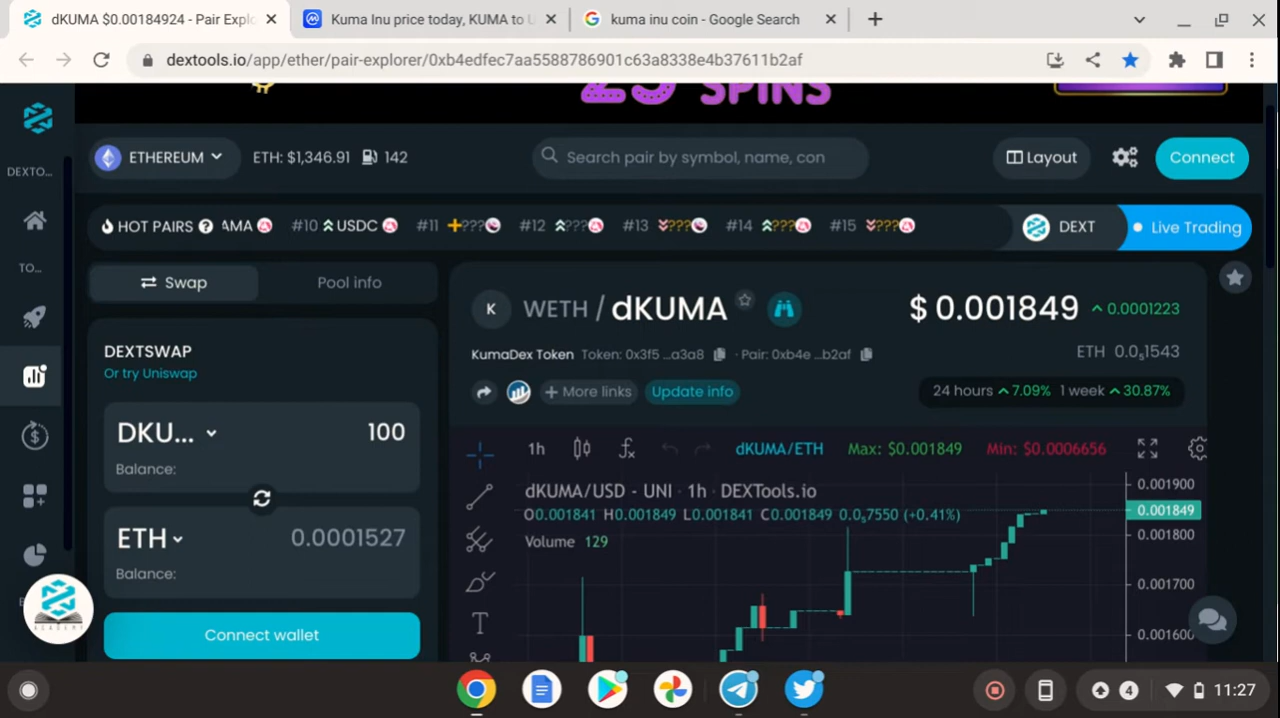 dKUMA $0.00184924 - Pair Explo
Kuma Inu price today, KUMA to U
kuma inu coin - Google Search
dextools.io/app/ether/pair-explorer/0xb4edfec7aa5588786901c63a8338e4b37611b2af
25 SPINS
DEXTO...
ETHEREUM
ETH: $1,346.91
142
Search pair by symbol, name, con
Layout
Connect
HOT PAIRS
AMA
#10
USDC
#11
???
#12
???
#13
???
#14
???
#15
???
DEXT
Live Trading
TO...
Swap
Pool info
K
WETH / dKUMA
$ 0.001849
0.0001223
DEXTSWAP
Or try Uniswap
KumaDex Token
Token: 0x3f5 ...a3a8
· Pair: 0xb4e ...b2af
ETH 0.0₅1543
+ More links
Update info
24 hours 7.09% 1 week 30.87%
DKU...
100
Balance:
1h
dKUMA/ETH
Max: $0.001849
Min: $0.0006656
dKUMA/USD - UNI · 1h · DEXTools.io
O0.001841 H0.001849 L0.001841 C0.001849 0.0₅7550 (+0.41%)
Volume 129
0.001900
0.001849
0.001800
0.001700
0.001600
ETH
0.0001527
Balance:
T
ACADEMY
Connect wallet
4
11:27